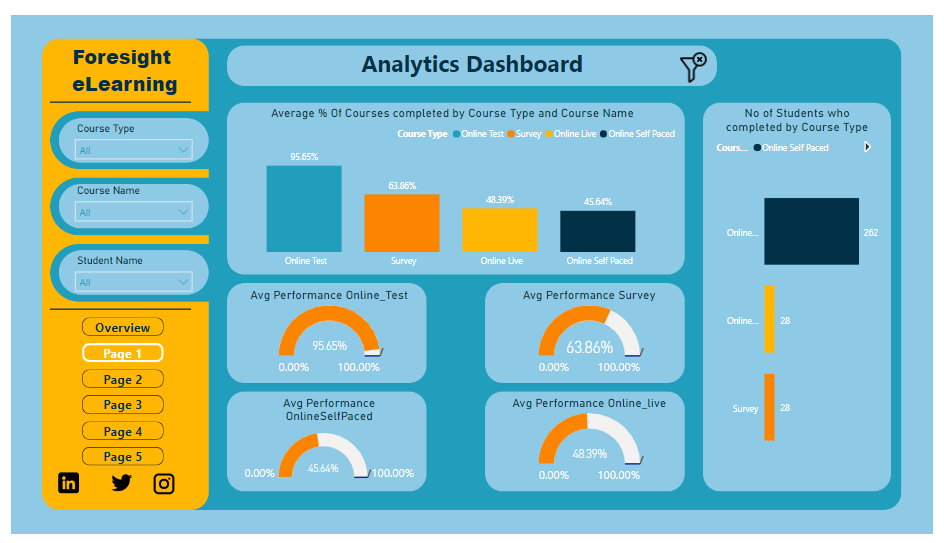 Foresight
eLearning
Course Type
All
Course Name
All
Student Name
All
Overview
Page 1
Page 2
Page 3
Page 4
Page 5
in
Analytics Dashboard
Average % Of Courses completed by Course Type and Course Name
Course Type Online Test Survey Online Live Online Self Paced
95.65%
63.86%
48.39%
45.64%
Online Test Survey Online Live Online Self Paced
Avg Performance Online_Test
95.65%
0.00% 100.00%
Avg Performance Survey
63.86%
0.00% 100.00%
Avg Performance
OnlineSelfPaced
45.64%
0.00% 100.00%
Avg Performance Online_live
48.39%
0.00% 100.00%
No of Students who
completed by Course Type
Cours... Online Self Paced
Online... 262
Online... 28
Survey 28